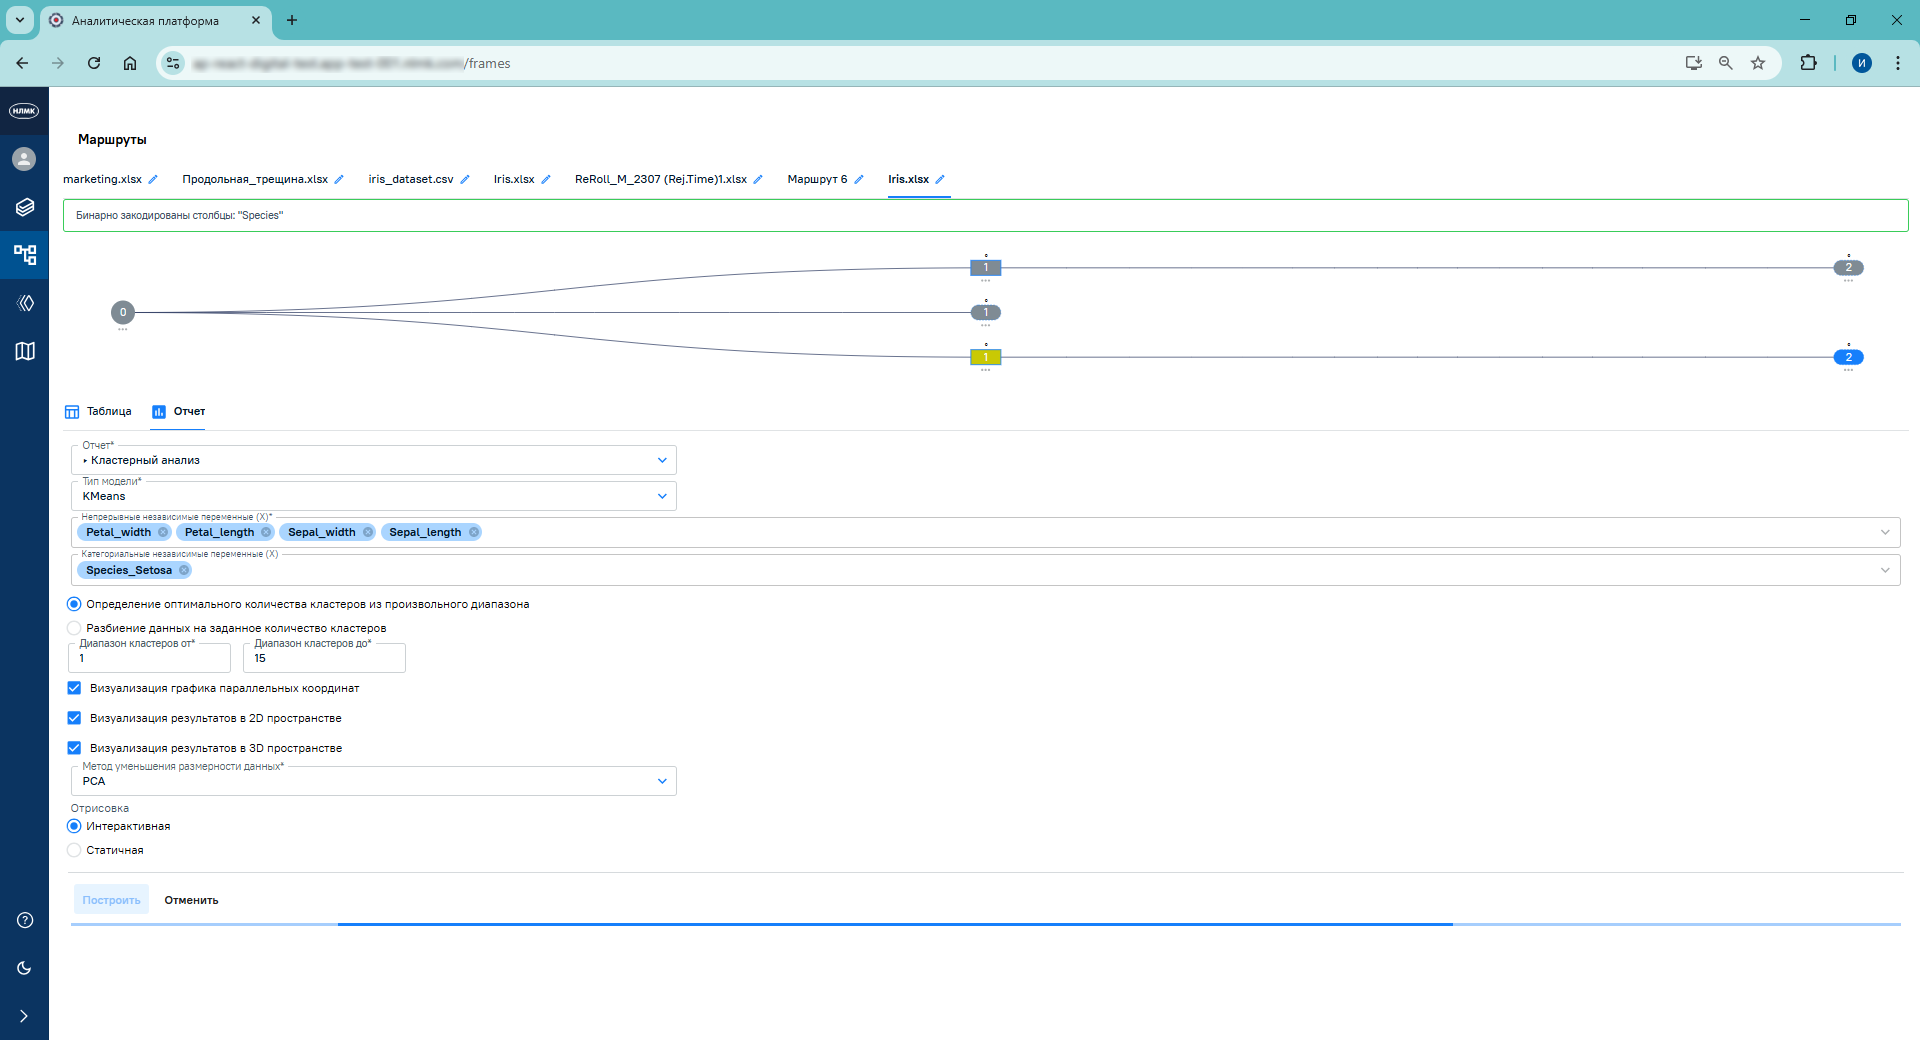 Аналитическая платформа
/frames
И
НЛМК
Маршруты
marketing.xlsx
Продольная_трещина.xlsx
iris_dataset.csv
Iris.xlsx
ReRoll_M_2307 (Rej.Time)1.xlsx
Маршрут 6
Iris.xlsx
Бинарно закодированы столбцы: "Species"
1
2
0
1
1
2
Таблица
Отчет
Отчет*
‣ Кластерный анализ
Тип модели*
KMeans
Непрерывные независимые переменные (X)*
Petal_width
Petal_length
Sepal_width
Sepal_length
Категориальные независимые переменные (X)
Species_Setosa
Определение оптимального количества кластеров из произвольного диапазона
Разбиение данных на заданное количество кластеров
Диапазон кластеров от*
1
Диапазон кластеров до*
15
Визуализация графика параллельных координат
Визуализация результатов в 2D пространстве
Визуализация результатов в 3D пространстве
Метод уменьшения размерности данных*
PCA
Отрисовка
Интерактивная
Статичная
Построить
Отменить